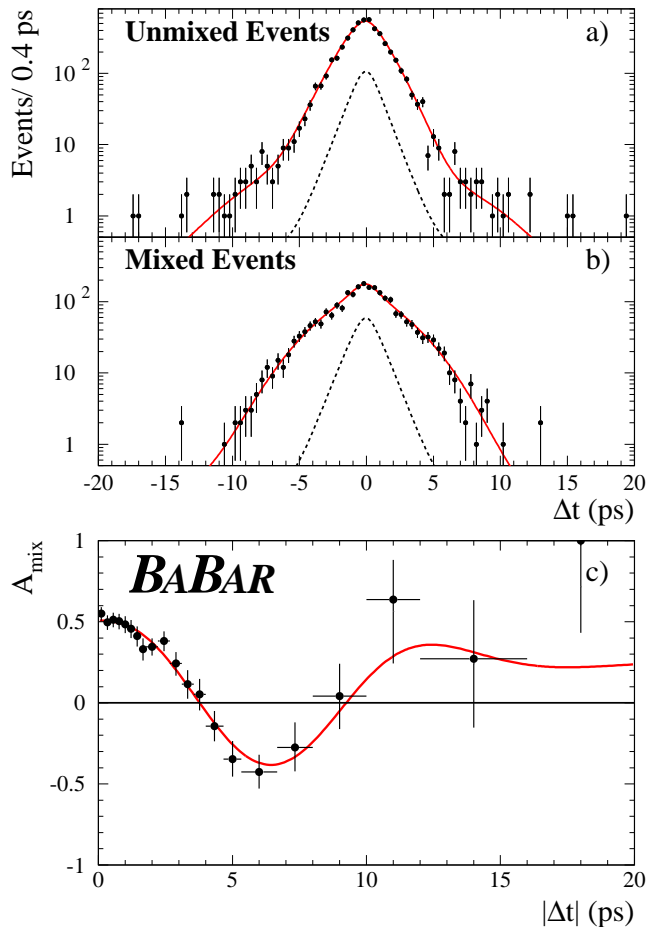 Unmixed Events a)
Events/ 0.4 ps
10 2
10
1
Mixed Events b)
10 2
10
1
-20 -15 -10 -5 0 5 10 15 20
Δt (ps)
BABAR c)
A_mix
1
0.5
0
-0.5
-1
0 5 10 15 20
|Δt| (ps)